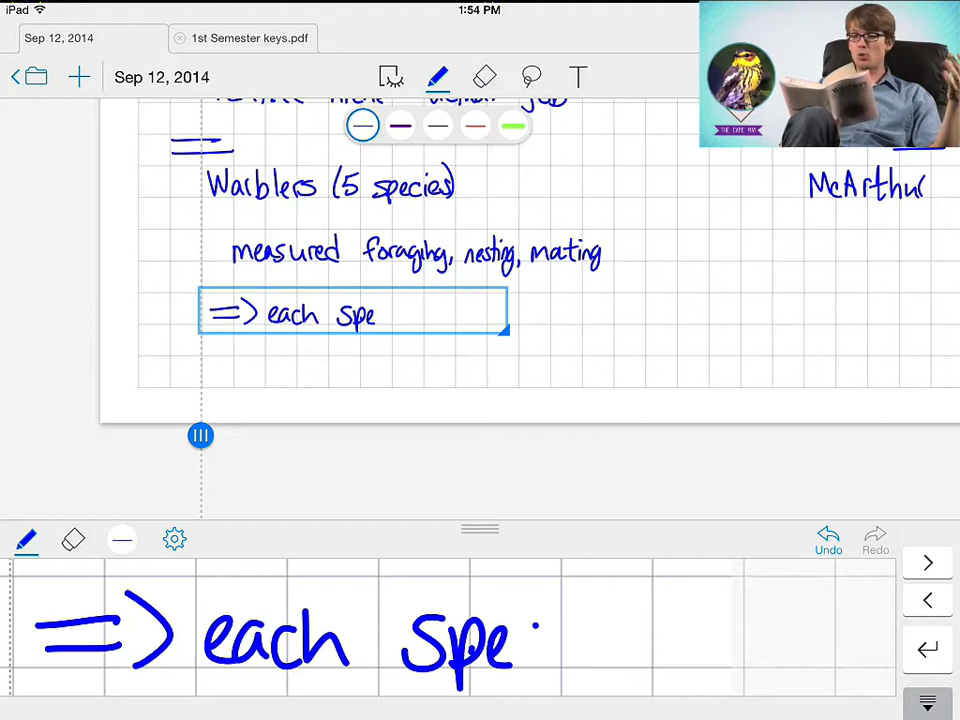 iPad
1:54 PM
Sep 12, 2014
1st Semester keys.pdf
Sep 12, 2014
T
THE CAPE MAY
Warblers (5 species)
McArthur
measured foraging, nesting, mating
=> each spe
Undo
Redo
=> each spe